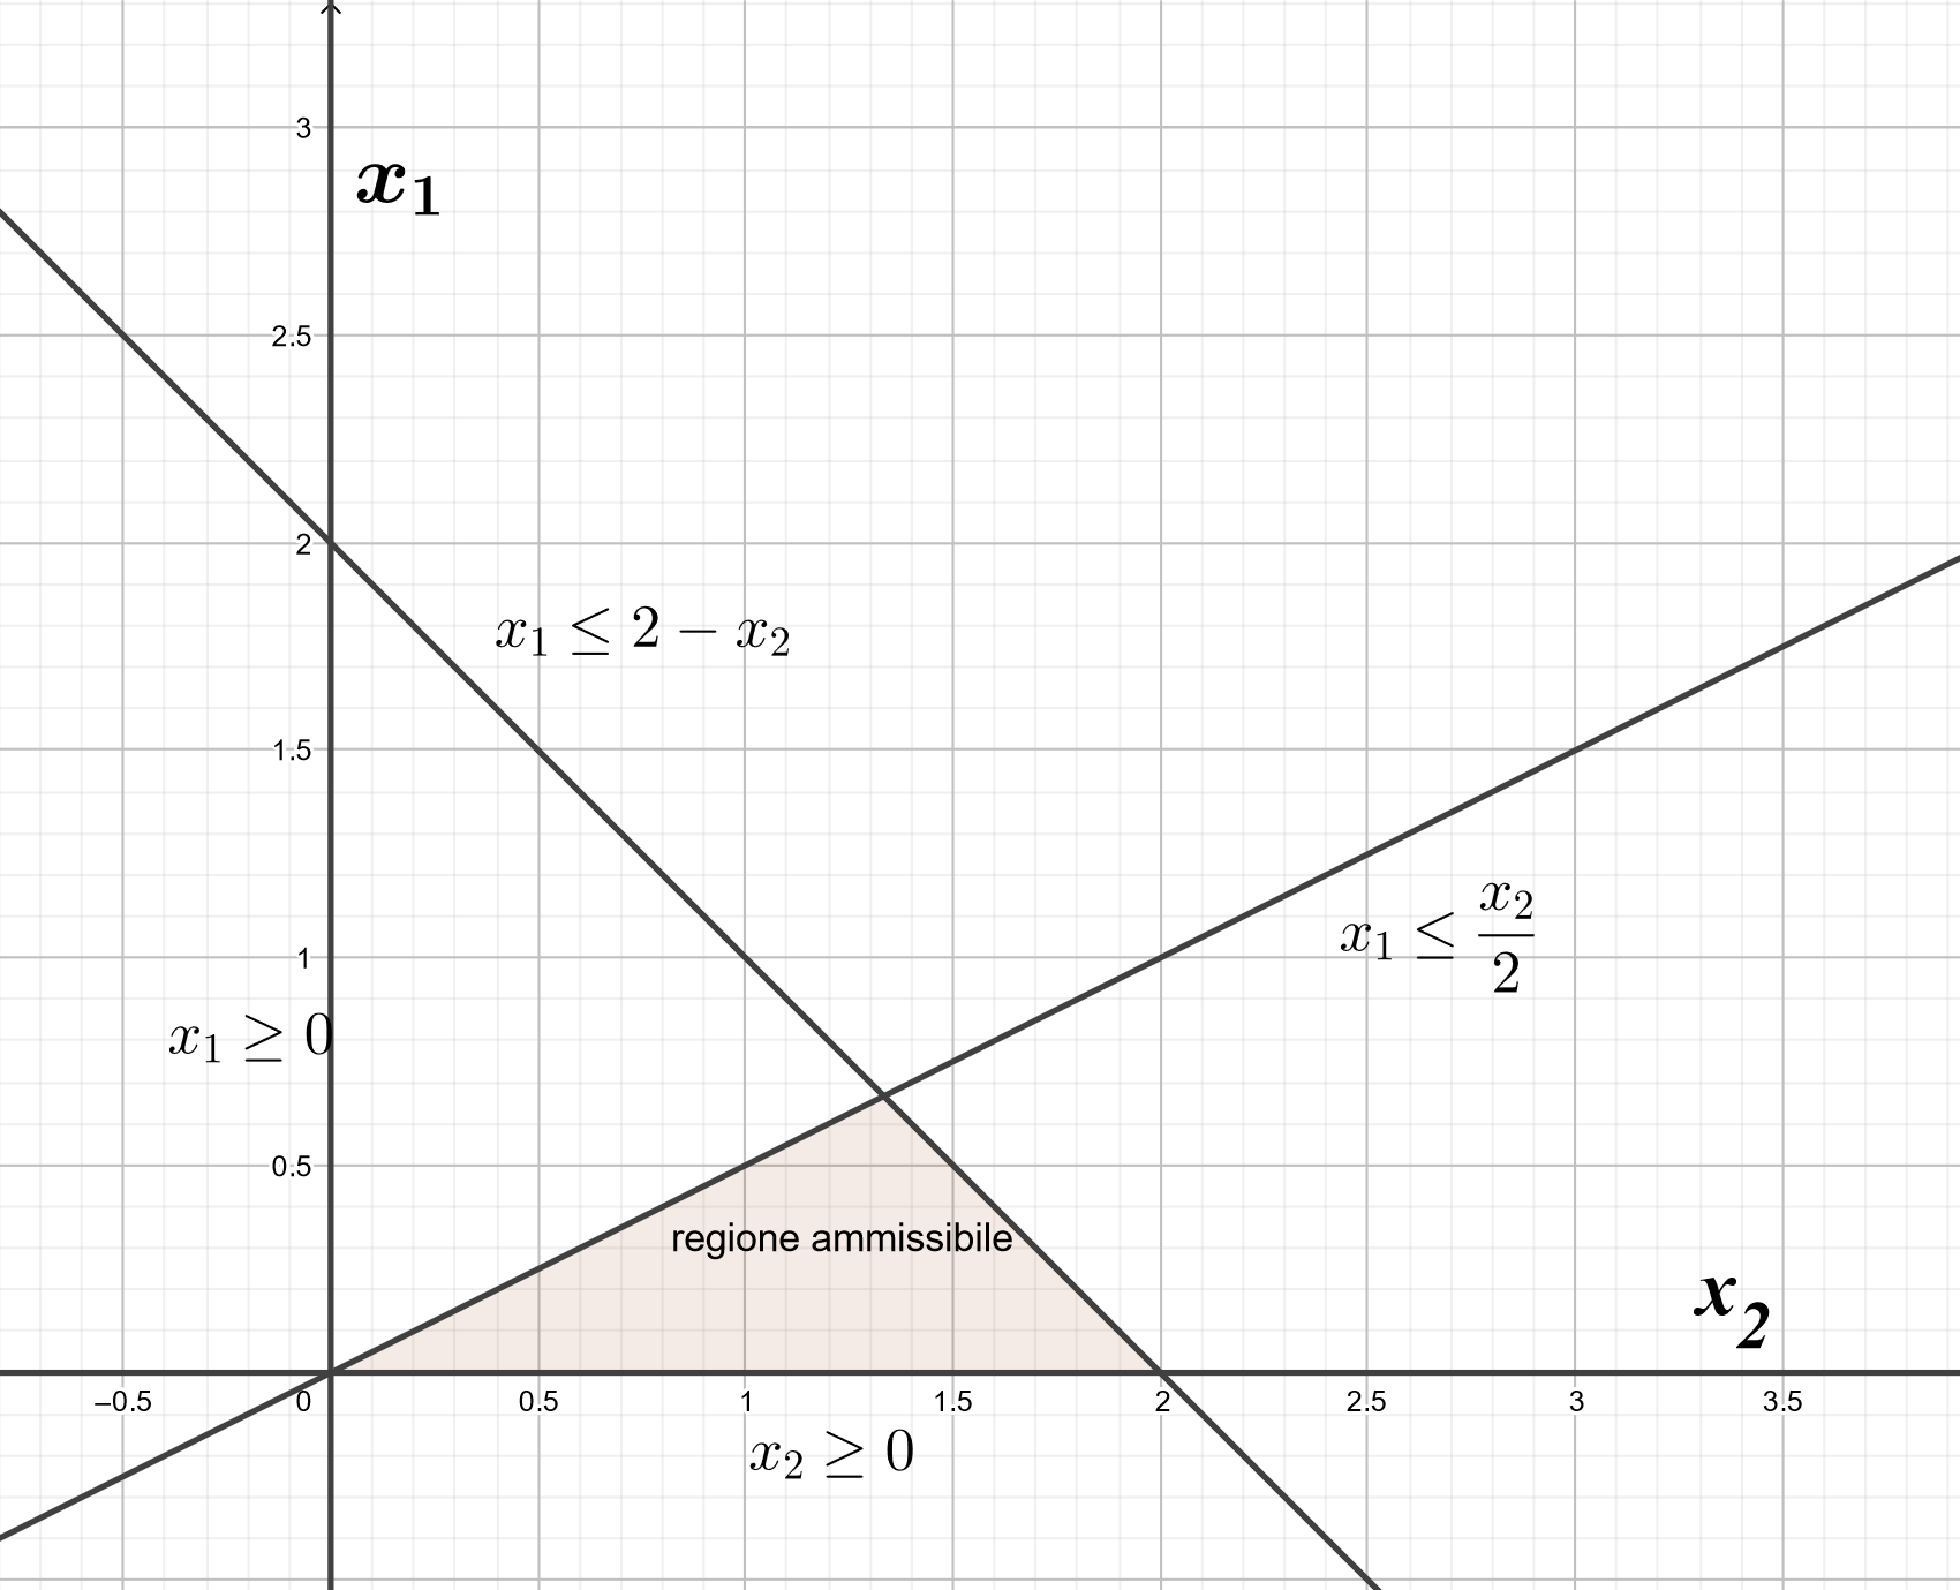 3
x₁
2.5
2
x₁ ≤ 2 − x₂
1.5
x₁ ≤ x₂/2
1
x₁ ≥ 0
0.5
regione ammissibile
x₂
−0.5 0 0.5 1 1.5 2 2.5 3 3.5
x₂ ≥ 0